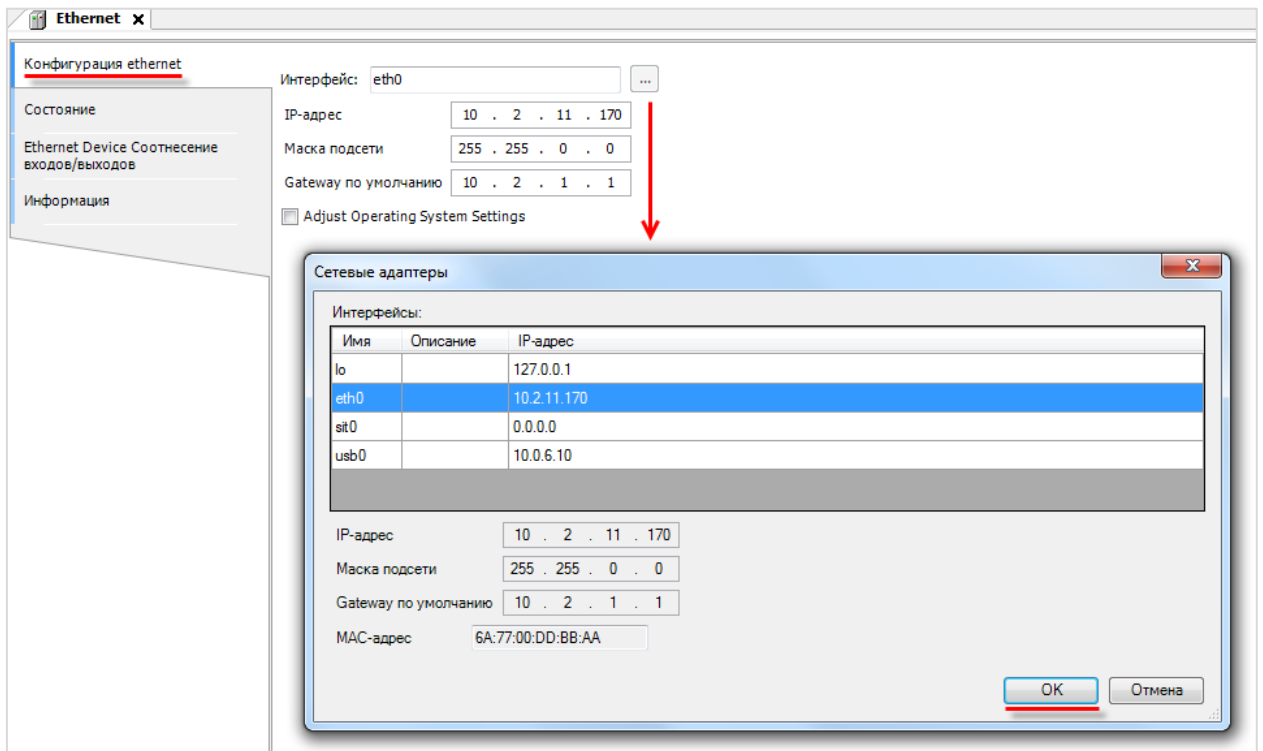 Ethernet x
Конфигурация ethernet
Состояние
Ethernet Device Соотнесение
входов/выходов
Информация
Интерфейс: eth0 ...
IP-адрес 10 . 2 . 11 . 170
Маска подсети 255 . 255 . 0 . 0
Gateway по умолчанию 10 . 2 . 1 . 1
Adjust Operating System Settings
Сетевые адаптеры
Интерфейсы:
Имя Описание IP-адрес
lo 127.0.0.1
eth0 10.2.11.170
sit0 0.0.0.0
usb0 10.0.6.10
IP-адрес 10 . 2 . 11 . 170
Маска подсети 255 . 255 . 0 . 0
Gateway по умолчанию 10 . 2 . 1 . 1
MAC-адрес 6A:77:00:DD:BB:AA
OK Отмена